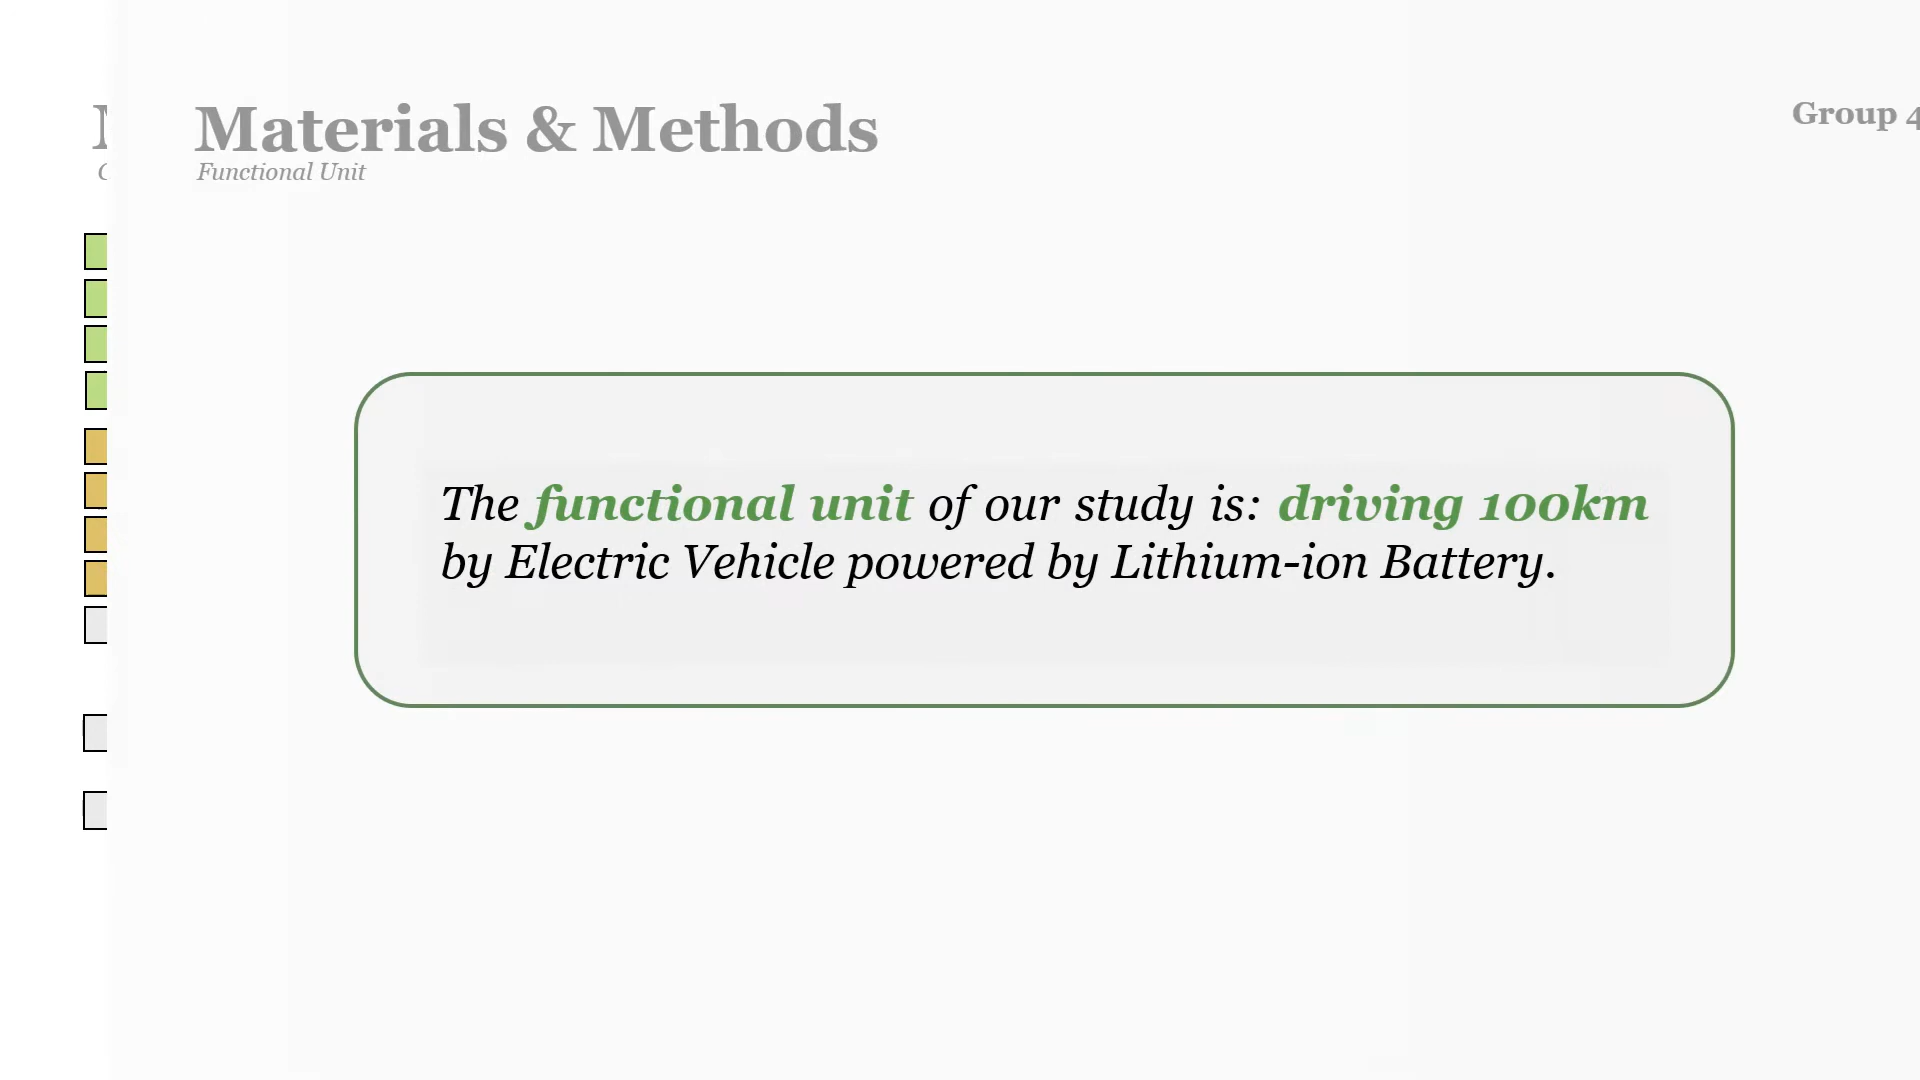 Materials & Methods
Group 4
Functional Unit
The functional unit of our study is: driving 100km
by Electric Vehicle powered by Lithium-ion Battery.